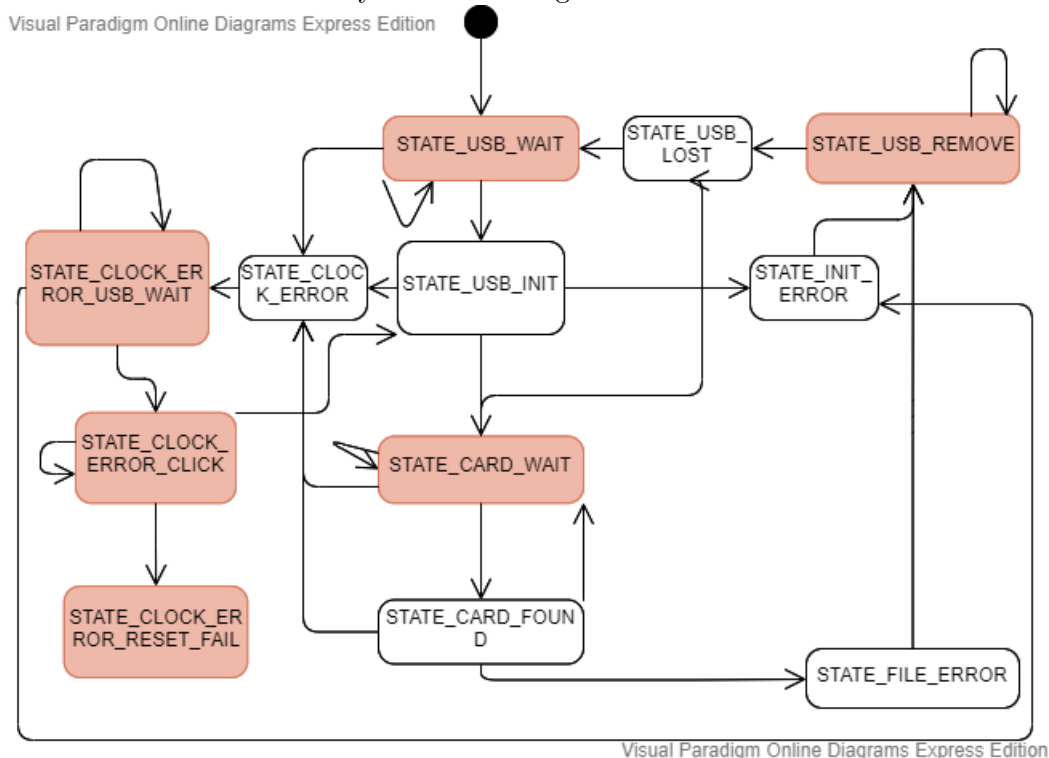 Visual Paradigm Online Diagrams Express Edition
STATE_USB_WAIT
STATE_USB_
LOST
STATE_USB_REMOVE
STATE_CLOCK_ER
ROR_USB_WAIT
STATE_CLOC
K_ERROR
STATE_USB_INIT
STATE_INIT_
ERROR
STATE_CLOCK_
ERROR_CLICK
STATE_CARD_WAIT
STATE_CLOCK_ER
ROR_RESET_FAIL
STATE_CARD_FOUN
D
STATE_FILE_ERROR
Visual Paradigm Online Diagrams Express Edition